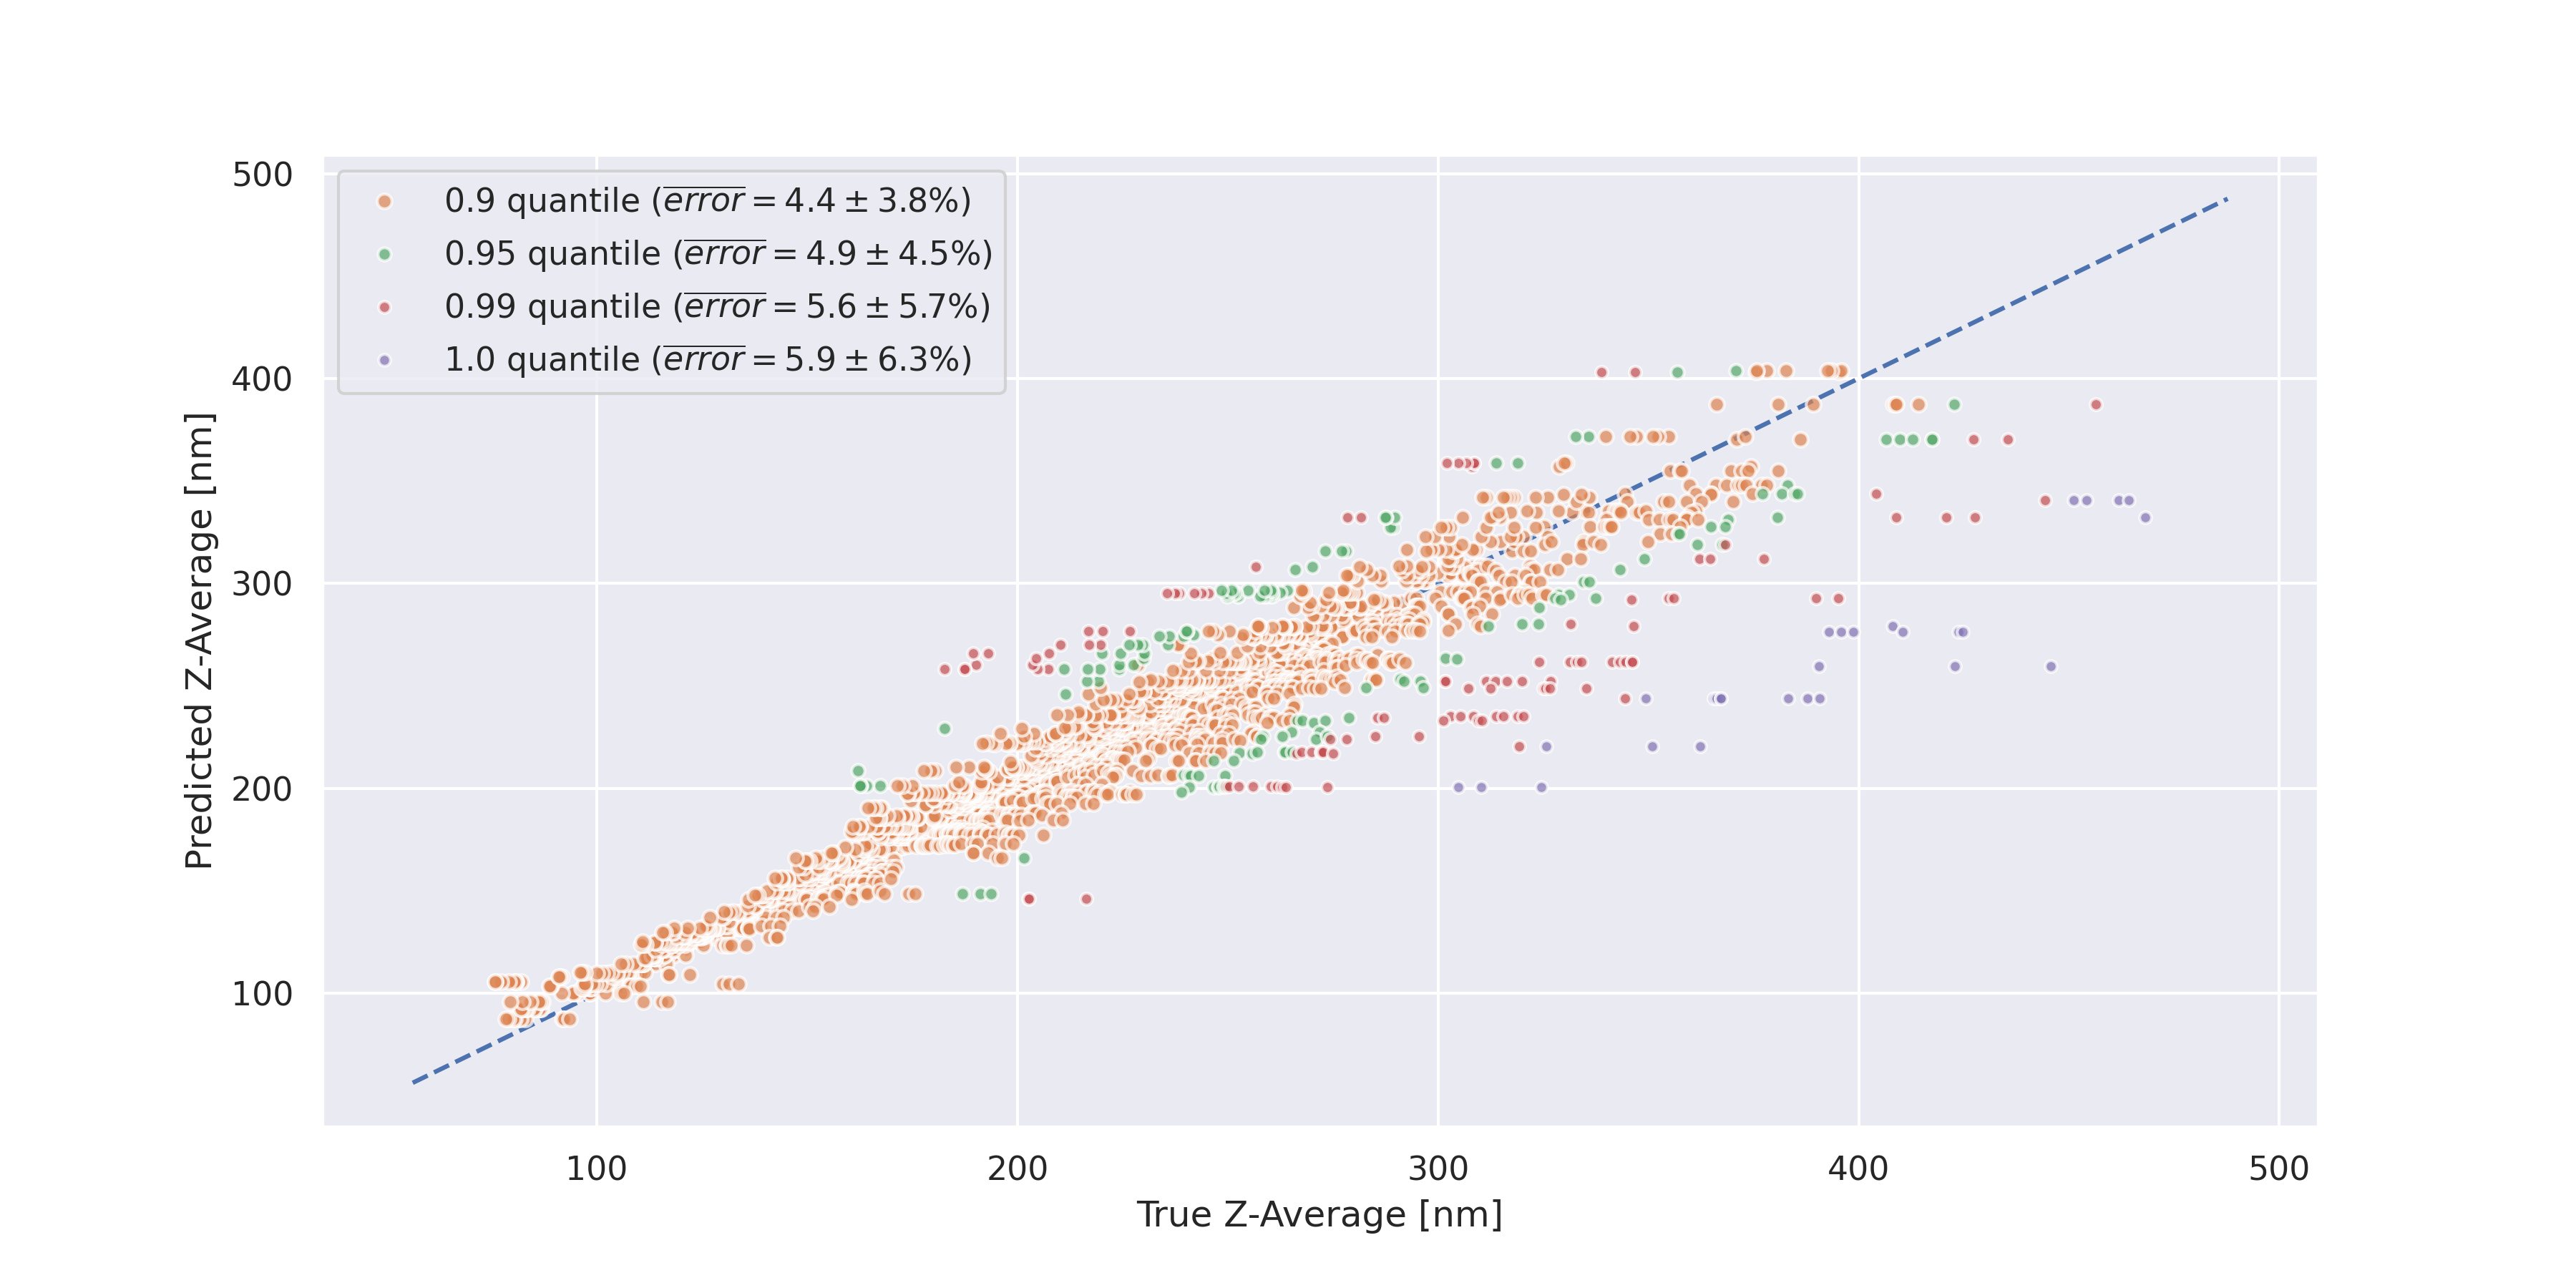 0.9 quantile (error = 4.4 ± 3.8%)
0.95 quantile (error = 4.9 ± 4.5%)
0.99 quantile (error = 5.6 ± 5.7%)
1.0 quantile (error = 5.9 ± 6.3%)
500
400
300
200
100
Predicted Z-Average [nm]
100 200 300 400 500
True Z-Average [nm]